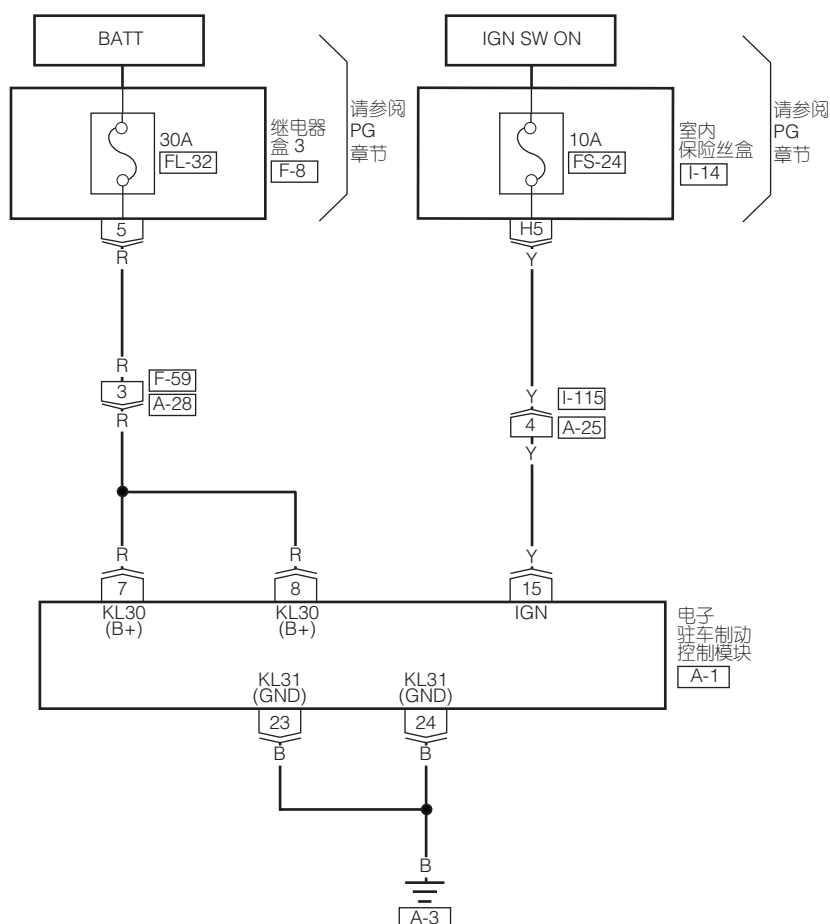 BATT
IGN SW ON
30A
FL-32
继电器
盒 3
F-8
请参阅
PG
章节
10A
FS-24
室内
保险丝盒
I-14
请参阅
PG
章节
5
R
H5
Y
R
3
R
F-59
A-28
Y
4
Y
I-115
A-25
R
7
KL30
(B+)
R
8
KL30
(B+)
Y
15
IGN
电子
驻车制动
控制模块
A-1
KL31
(GND)
23
B
KL31
(GND)
24
B
B
A-3